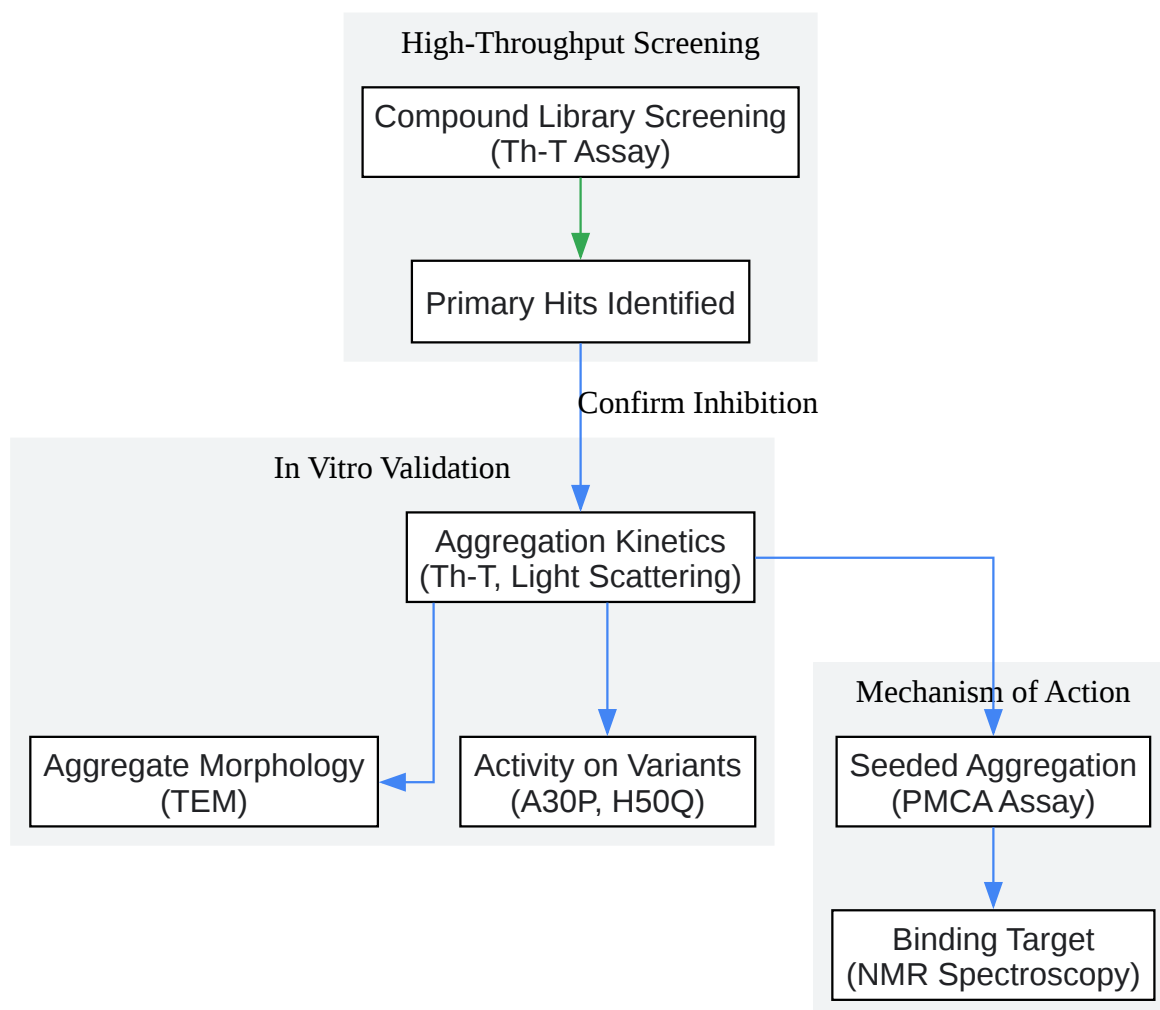 High-Throughput Screening
Compound Library Screening
(Th-T Assay)
Primary Hits Identified
Confirm Inhibition
In Vitro Validation
Aggregation Kinetics
(Th-T, Light Scattering)
Aggregate Morphology
(TEM)
Activity on Variants
(A30P, H50Q)
Mechanism of Action
Seeded Aggregation
(PMCA Assay)
Binding Target
(NMR Spectroscopy)